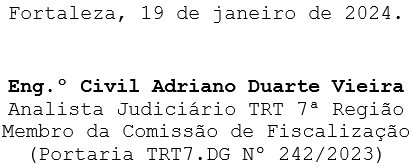 Fortaleza, 19 de janeiro de 2024.
Eng.º Civil Adriano Duarte Vieira
Analista Judiciário TRT 7ª Região
Membro da Comissão de Fiscalização
(Portaria TRT7.DG Nº 242/2023)